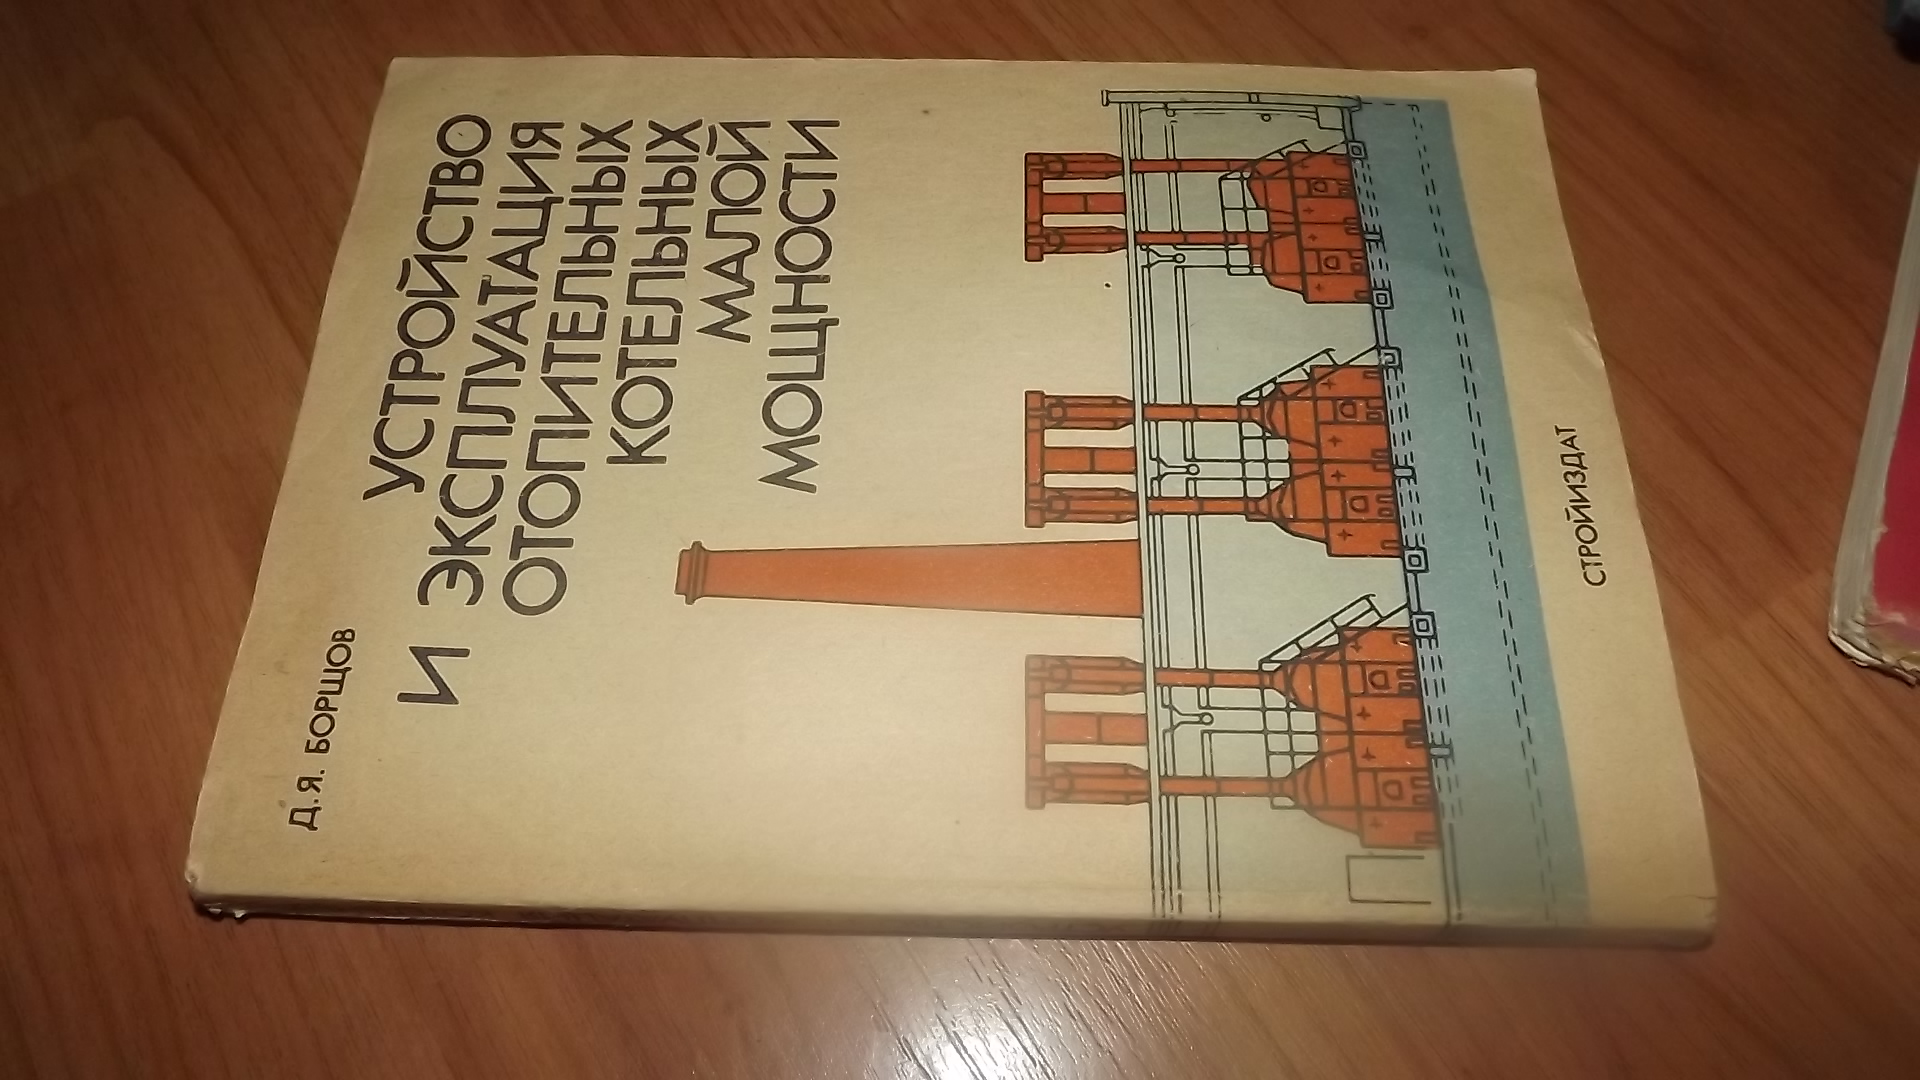 Д.Я. БОРЩОВ
УСТРОЙСТВО
И ЭКСПЛУАТАЦИЯ
ОТОПИТЕЛЬНЫХ
КОТЕЛЬНЫХ
МАЛОЙ
МОЩНОСТИ
СТРОЙИЗДАТ